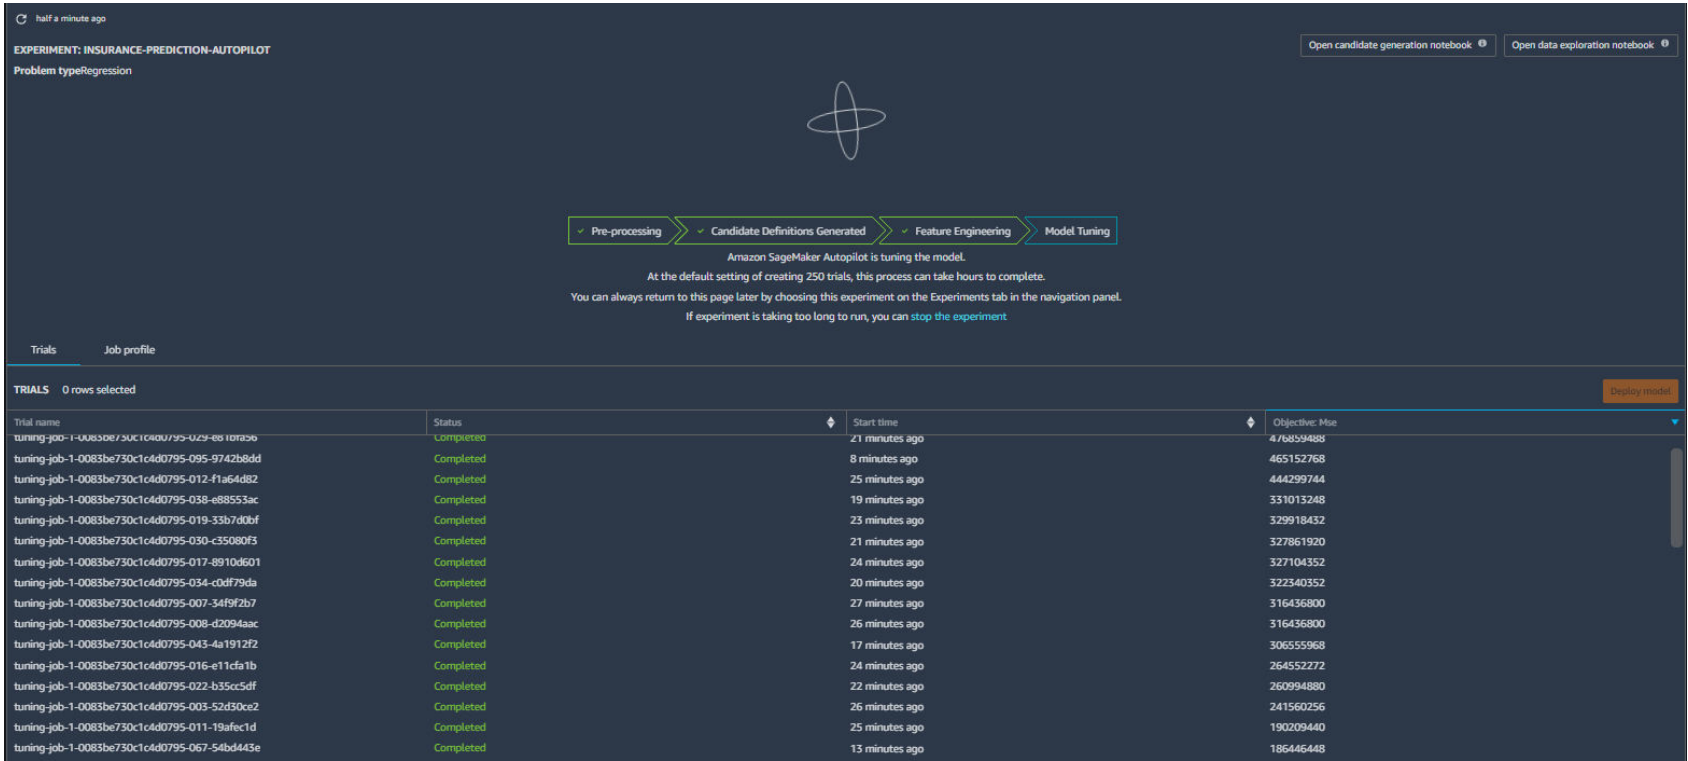 half a minute ago
EXPERIMENT: INSURANCE-PREDICTION-AUTOPILOT
Open candidate generation notebook
Open data exploration notebook
Problem typeRegression
Pre-processing Candidate Definitions Generated Feature Engineering Model Tuning
Amazon SageMaker Autopilot is tuning the model.
At the default setting of creating 250 trials, this process can take hours to complete.
You can always return to this page later by choosing this experiment on the Experiments tab in the navigation panel.
If experiment is taking too long to run, you can stop the experiment
Trials Job profile
TRIALS 0 rows selected Deploy model
Trial name Status Start time Objective: Mse
tuning-job-1-0083be730c1c4d0795-029-e81bfa56 Completed 21 minutes ago 476859488
tuning-job-1-0083be730c1c4d0795-095-9742b8dd Completed 8 minutes ago 465152768
tuning-job-1-0083be730c1c4d0795-012-f1a64d82 Completed 25 minutes ago 444299744
tuning-job-1-0083be730c1c4d0795-038-e88553ac Completed 19 minutes ago 331013248
tuning-job-1-0083be730c1c4d0795-019-33b7d0bf Completed 23 minutes ago 329918432
tuning-job-1-0083be730c1c4d0795-030-c35080f3 Completed 21 minutes ago 327861920
tuning-job-1-0083be730c1c4d0795-017-8910d601 Completed 24 minutes ago 327104352
tuning-job-1-0083be730c1c4d0795-034-c0df79da Completed 20 minutes ago 322340352
tuning-job-1-0083be730c1c4d0795-007-34f9f2b7 Completed 27 minutes ago 316436800
tuning-job-1-0083be730c1c4d0795-008-d2094aac Completed 26 minutes ago 316436800
tuning-job-1-0083be730c1c4d0795-043-4a1912f2 Completed 17 minutes ago 306555968
tuning-job-1-0083be730c1c4d0795-016-e11cfa1b Completed 24 minutes ago 264552272
tuning-job-1-0083be730c1c4d0795-022-b35cc5df Completed 22 minutes ago 260994880
tuning-job-1-0083be730c1c4d0795-003-52d30ce2 Completed 26 minutes ago 241560256
tuning-job-1-0083be730c1c4d0795-011-19afec1d Completed 25 minutes ago 190209440
tuning-job-1-0083be730c1c4d0795-067-54bd443e Completed 13 minutes ago 186446448